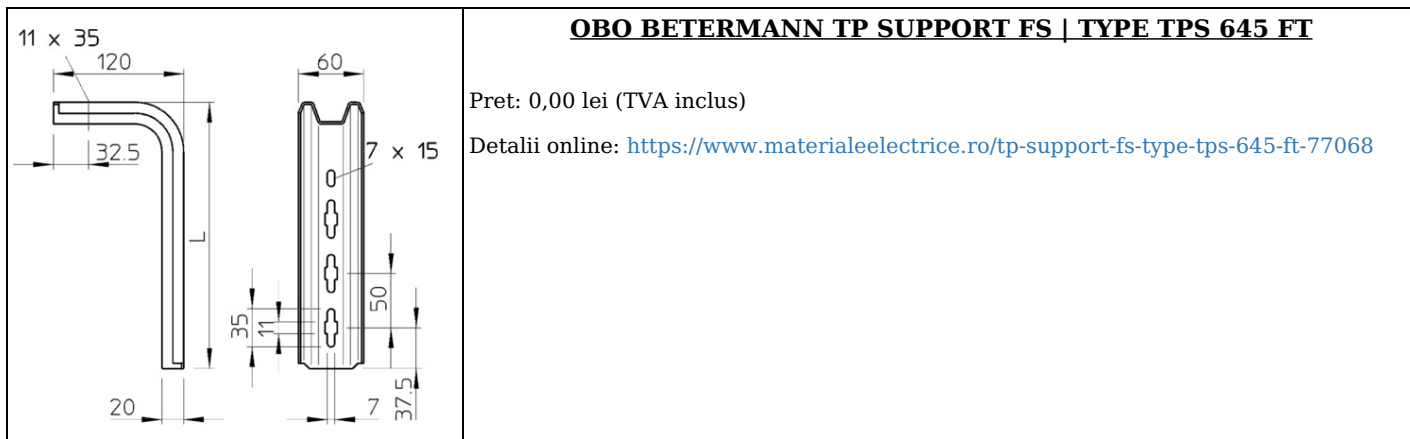 11 x 35
120
32.5
L
20
60
7 x 15
50
35
11
37.5
7
OBO BETERMANN TP SUPPORT FS | TYPE TPS 645 FT
Pret: 0,00 lei (TVA inclus)
Detalii online: https://www.materialeelectrice.ro/tp-support-fs-type-tps-645-ft-77068